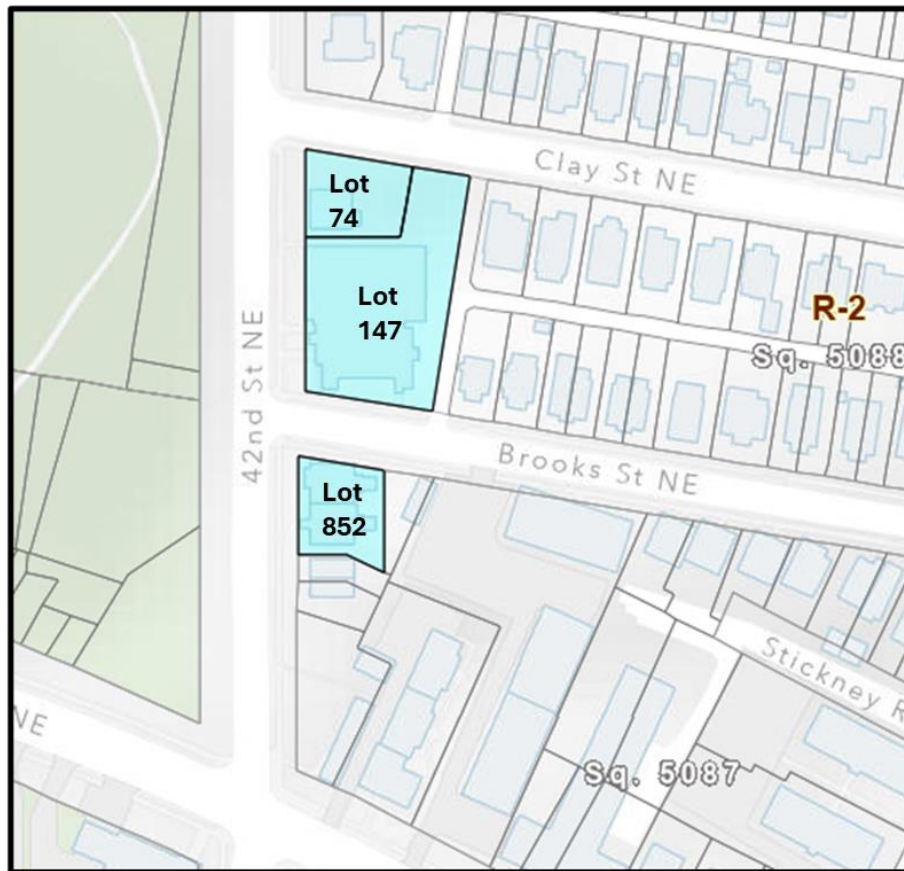 Clay St NE
Lot
74
Lot
147
R-2
Sq. 5088
42nd St NE
Brooks St NE
Lot
852
Stickney R
NE
Sq. 5087